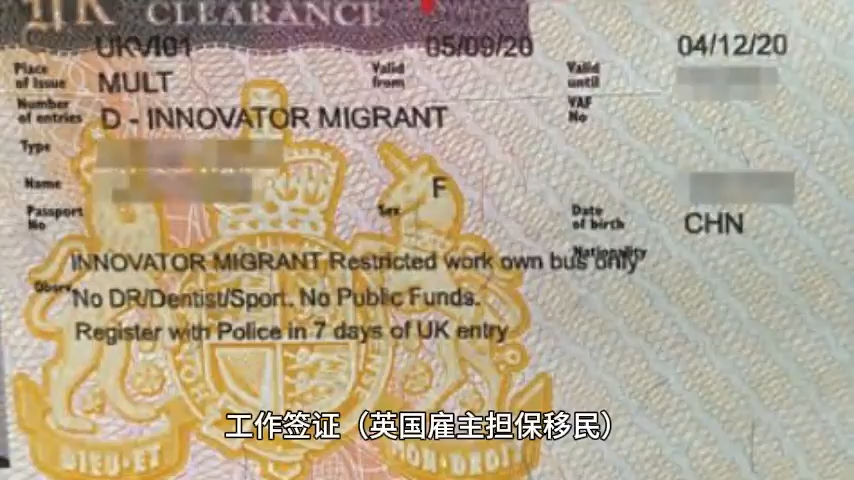 CLEARANCE
UKVI01 05/09/20 04/12/20
Place of Issue Valid from Valid until
MULT
Number of entries VAF No
D - INNOVATOR MIGRANT
Type
Name
F
Passport No Sex Date of birth
CHN
Nationality
INNOVATOR MIGRANT Restricted work own bus only
Observ
No DR/Dentist/Sport. No Public Funds.
Register with Police in 7 days of UK entry
工作签证（英国雇主担保移民）
DIEU·ET MON·DROIT